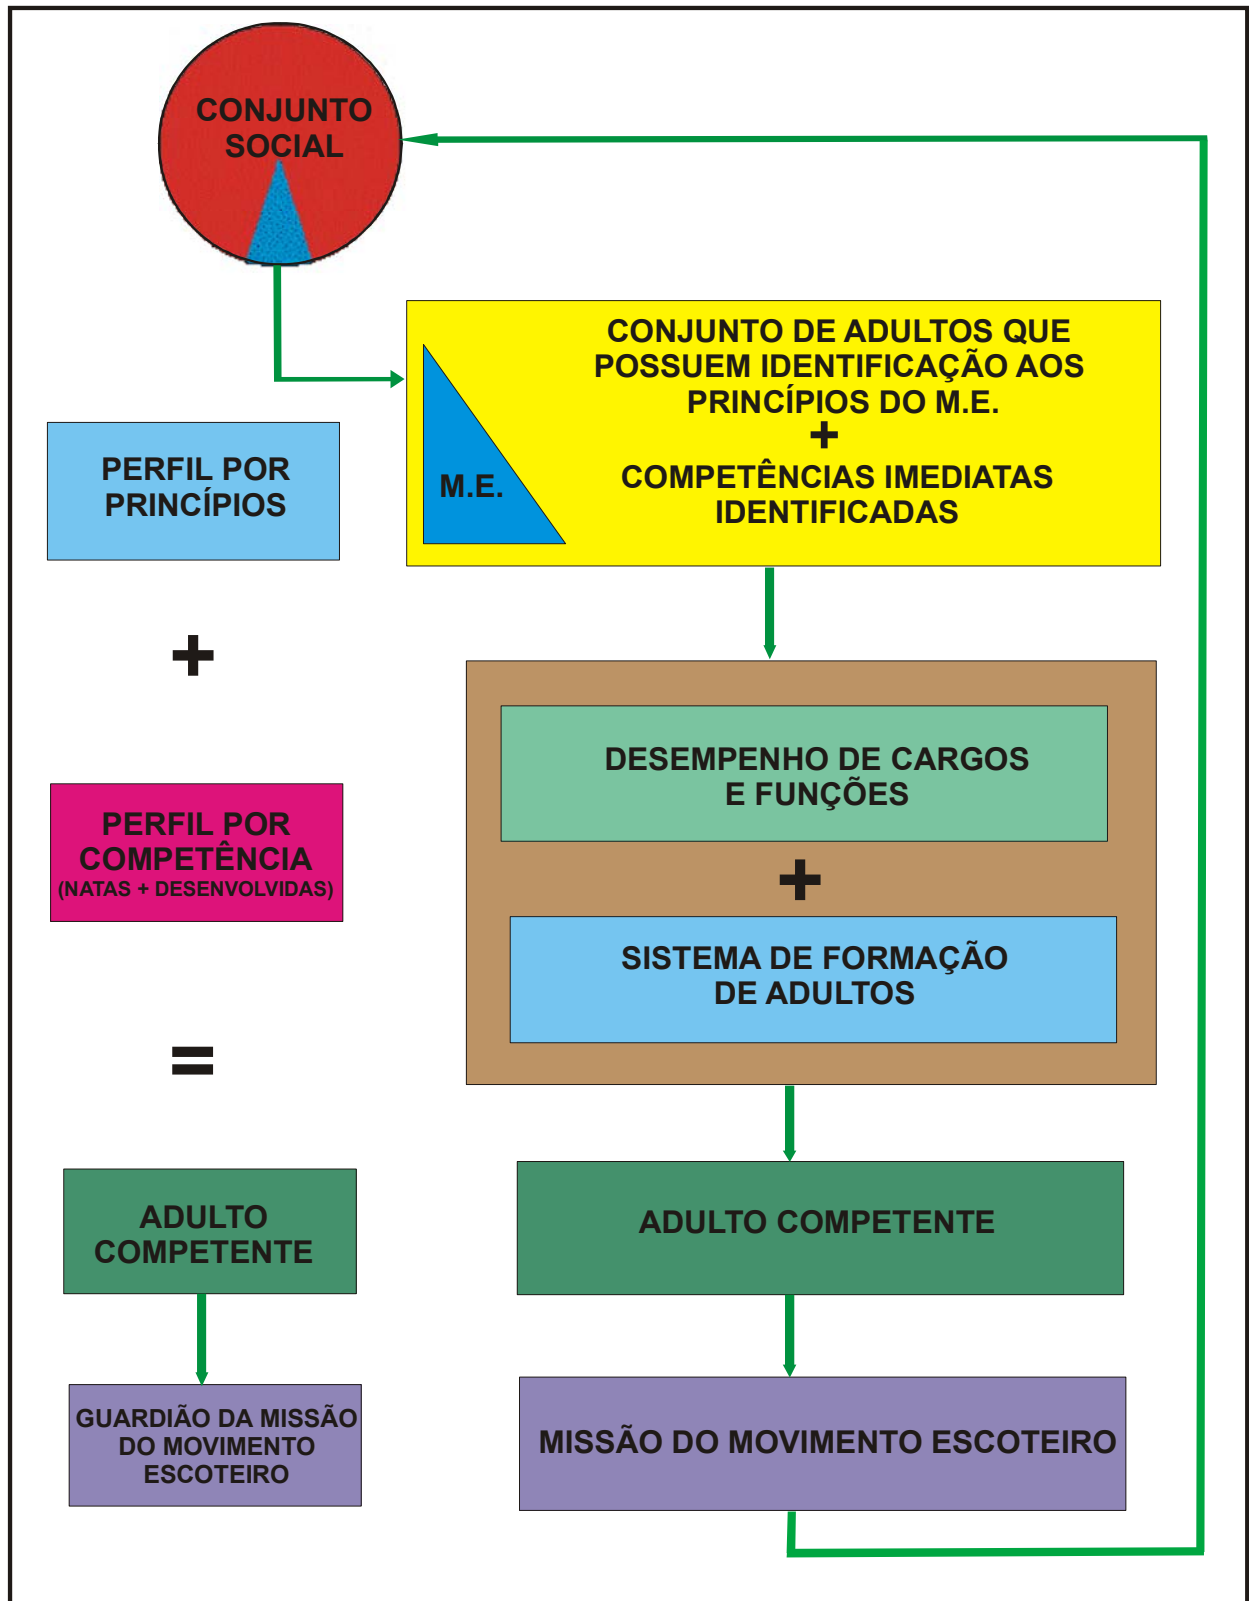 CONJUNTO
SOCIAL
CONJUNTO DE ADULTOS QUE
POSSUEM IDENTIFICAÇÃO AOS
PRINCÍPIOS DO M.E.
+
COMPETÊNCIAS IMEDIATAS
IDENTIFICADAS
M.E.
PERFIL POR
PRINCÍPIOS
+
PERFIL POR
COMPETÊNCIA
(NATAS + DESENVOLVIDAS)
=
ADULTO
COMPETENTE
GUARDIÃO DA MISSÃO
DO MOVIMENTO
ESCOTEIRO
DESEMPENHO DE CARGOS
E FUNÇÕES
+
SISTEMA DE FORMAÇÃO
DE ADULTOS
ADULTO COMPETENTE
MISSÃO DO MOVIMENTO ESCOTEIRO